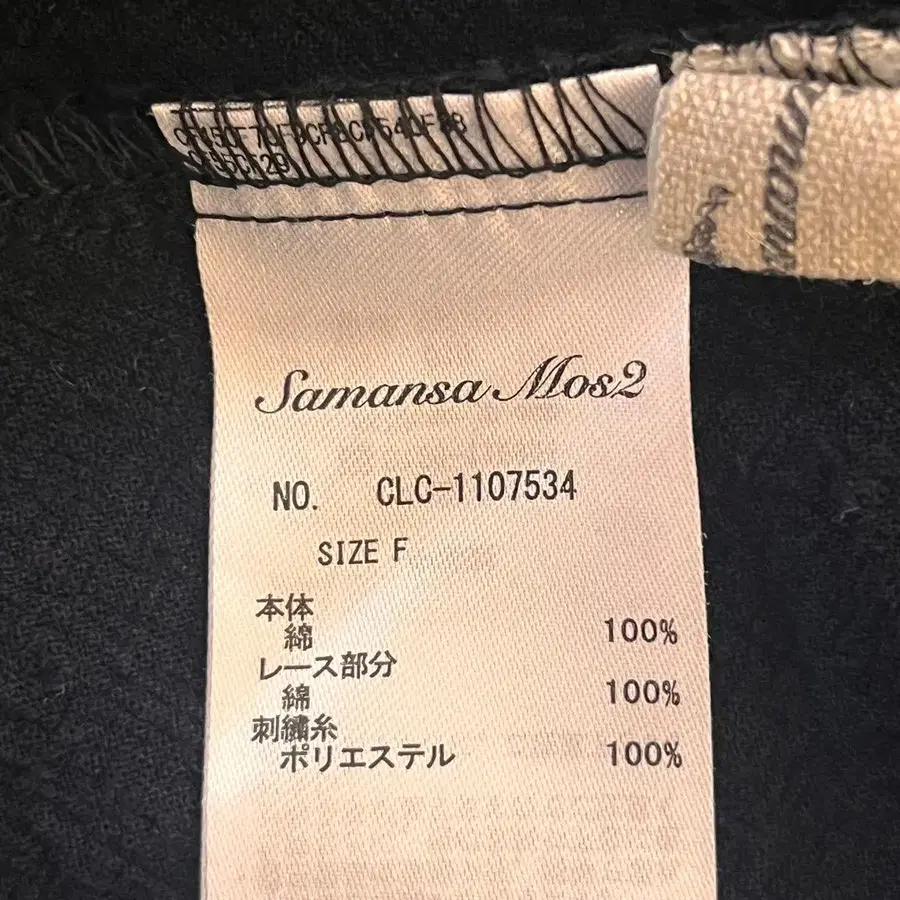 Samansa Mos2
NO. CLC-1107534
SIZE F
本体
綿 100%
レース部分
綿 100%
刺繍糸
ポリエステル 100%